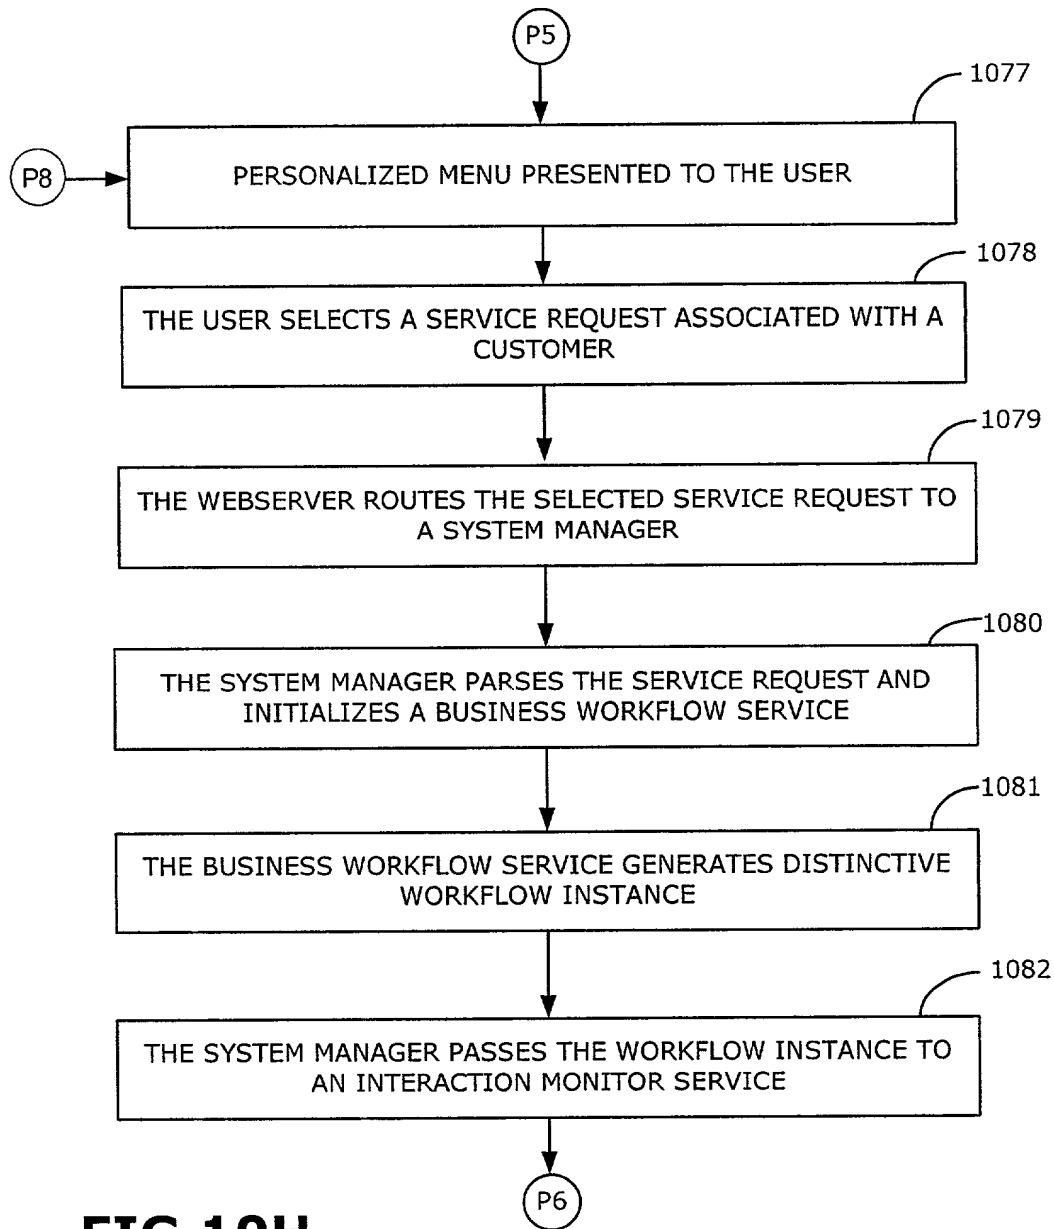 P5
1077
P8
PERSONALIZED MENU PRESENTED TO THE USER
1078
THE USER SELECTS A SERVICE REQUEST ASSOCIATED WITH A
CUSTOMER
1079
THE WEBSERVER ROUTES THE SELECTED SERVICE REQUEST TO
A SYSTEM MANAGER
1080
THE SYSTEM MANAGER PARSES THE SERVICE REQUEST AND
INITIALIZES A BUSINESS WORKFLOW SERVICE
1081
THE BUSINESS WORKFLOW SERVICE GENERATES DISTINCTIVE
WORKFLOW INSTANCE
1082
THE SYSTEM MANAGER PASSES THE WORKFLOW INSTANCE TO
AN INTERACTION MONITOR SERVICE
P6